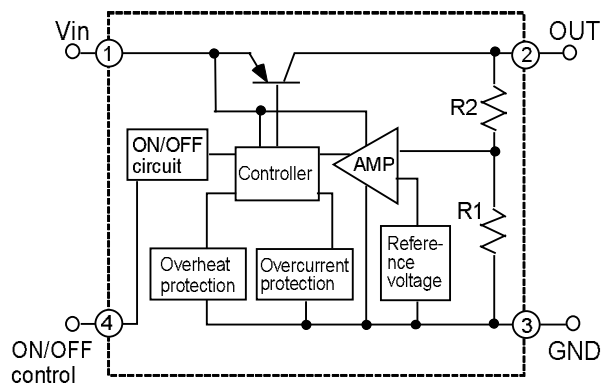 Vin
OUT
1
2
R2
ON/OFF
circuit
Controller
AMP
R1
Refere-
nce
voltage
Overheat
protection
Overcurrent
protection
4
3
ON/OFF
control
GND